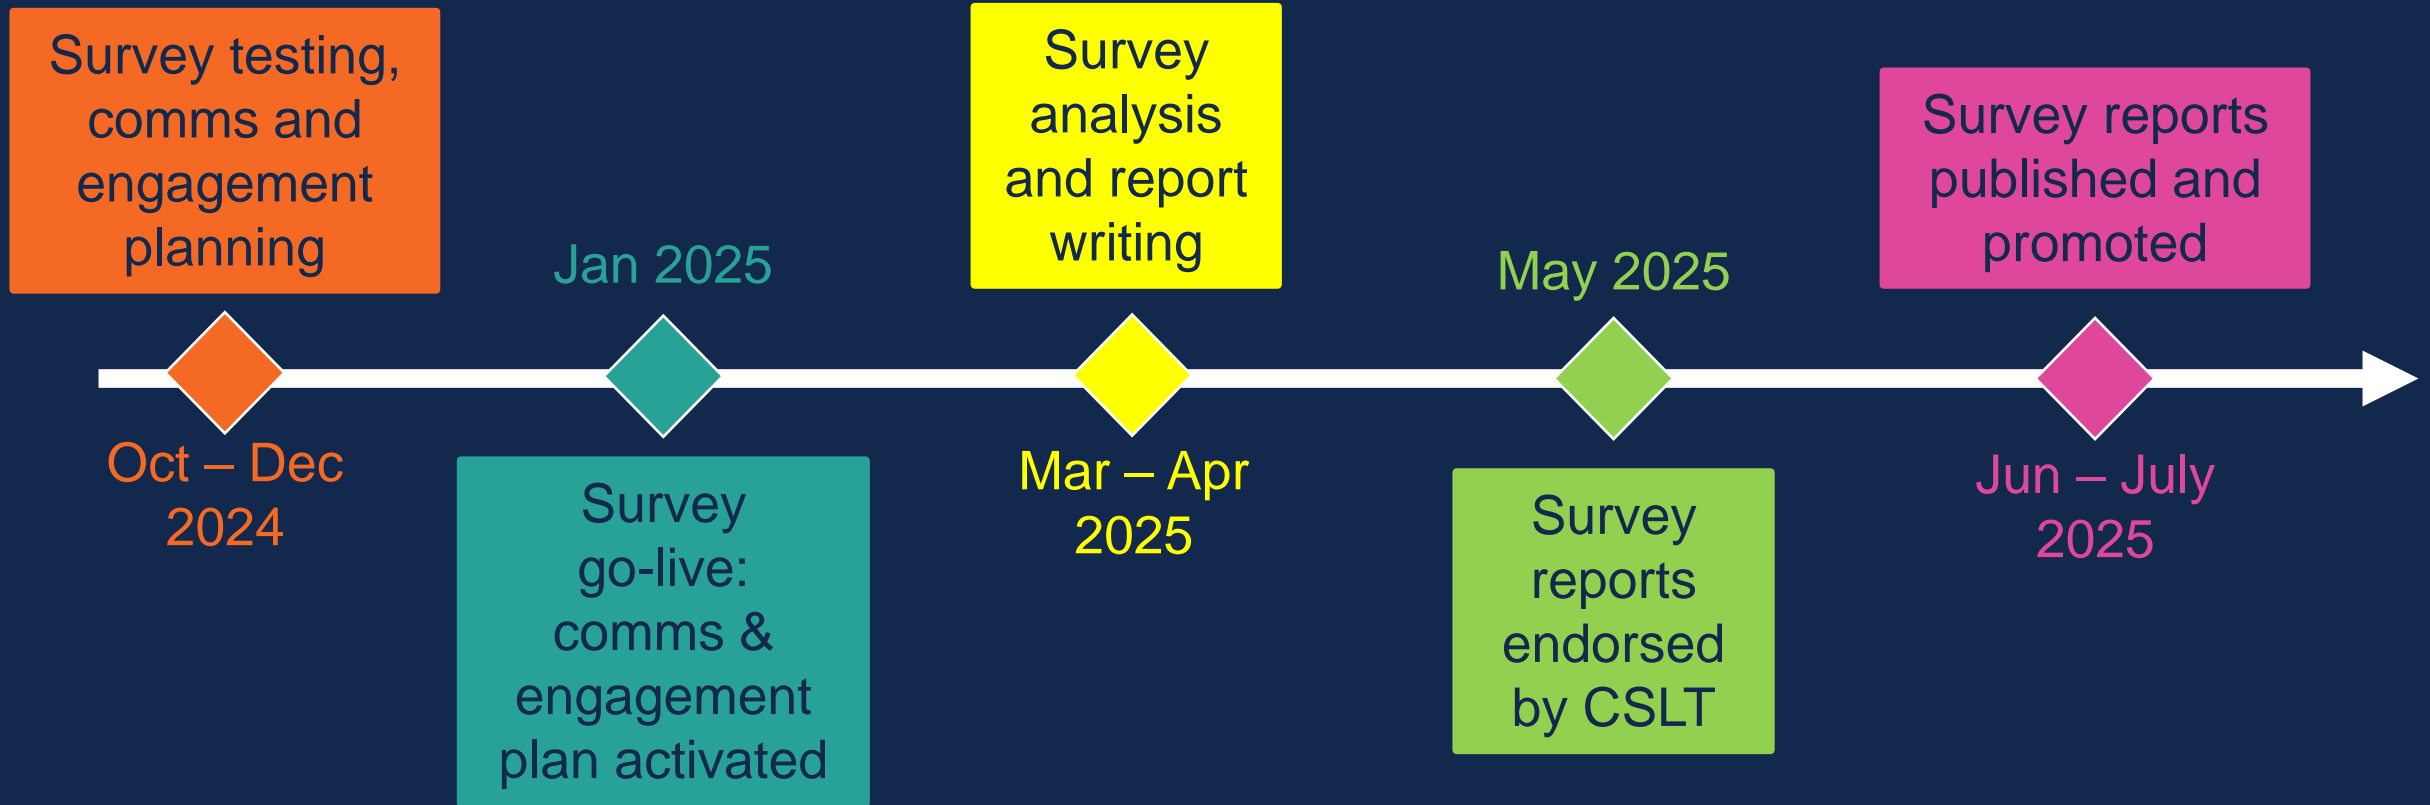 Survey testing,
comms and
engagement
planning
Oct – Dec
2024
Jan 2025
Survey
go-live:
comms &
engagement
plan activated
Survey
analysis
and report
writing
Mar – Apr
2025
May 2025
Survey
reports
endorsed
by CSLT
Survey reports
published and
promoted
Jun – July
2025